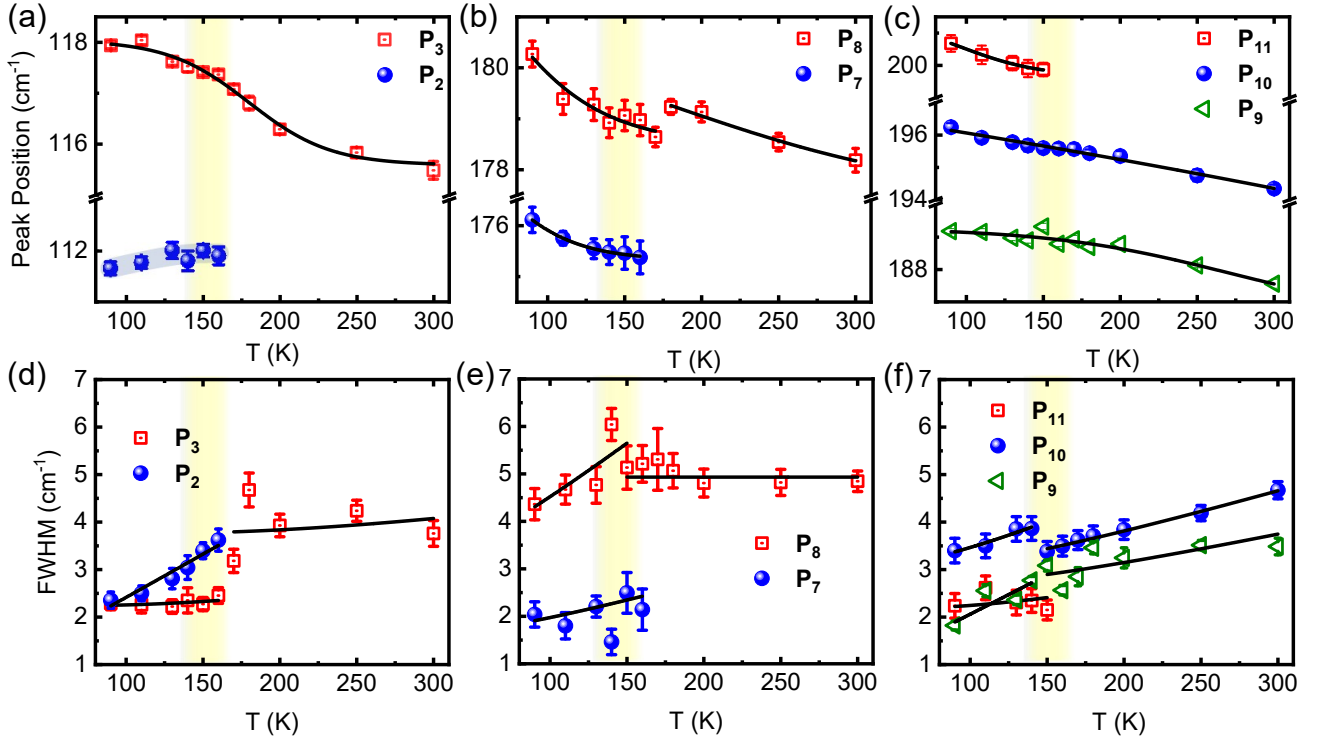 (a)
Peak Position (cm⁻¹)
118
116
112
100 150 200 250 300
T (K)
P₃
P₂
(b)
180
178
176
100 150 200 250 300
T (K)
P₈
P₇
(c)
200
196
194
188
100 150 200 250 300
T (K)
P₁₁
P₁₀
P₉
(d)
FWHM (cm⁻¹)
7
6
5
4
3
2
1
100 150 200 250 300
T (K)
P₃
P₂
(e)
7
6
5
4
3
2
1
100 150 200 250 300
T (K)
P₈
P₇
(f)
7
6
5
4
3
2
1
100 150 200 250 300
T (K)
P₁₁
P₁₀
P₉